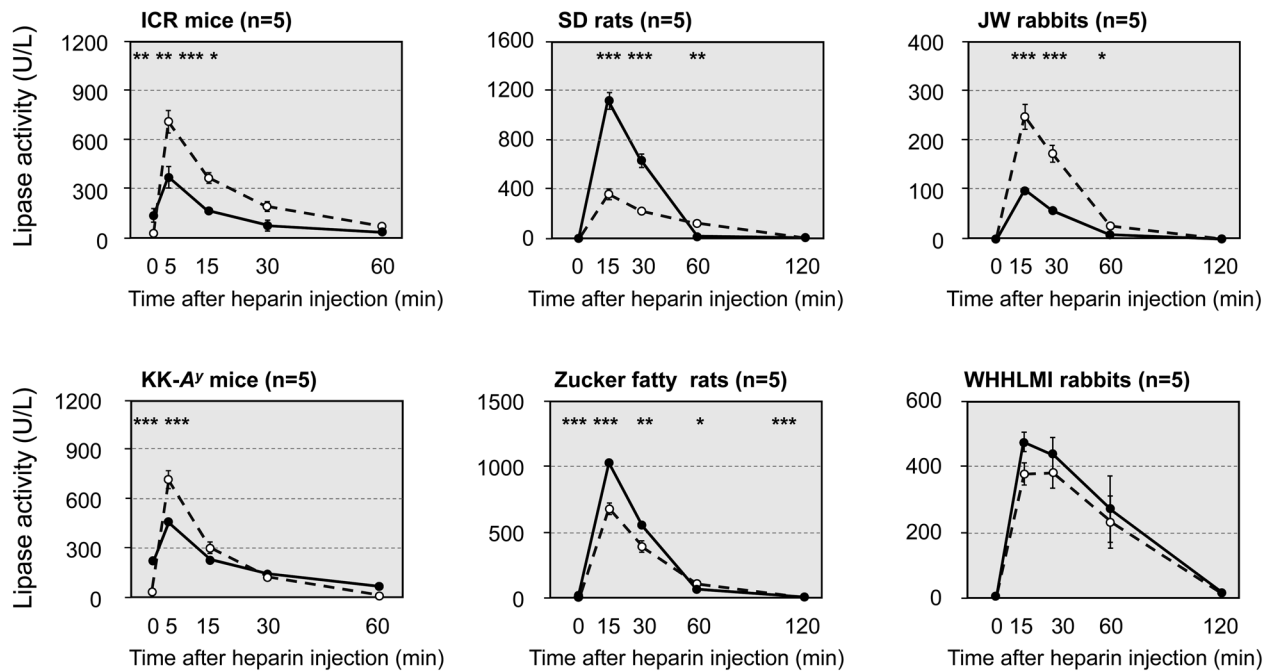 ICR mice (n=5)
Lipase activity (U/L)
1200
900
600
300
0
** ** *** *
0 5 15 30 60
Time after heparin injection (min)
SD rats (n=5)
1600
1200
800
400
0
*** *** **
0 15 30 60 120
Time after heparin injection (min)
JW rabbits (n=5)
400
300
200
100
0
*** *** *
0 15 30 60 120
Time after heparin injection (min)
KK-Aʸ mice (n=5)
Lipase activity (U/L)
1200
900
600
300
0
*** ***
0 5 15 30 60
Time after heparin injection (min)
Zucker fatty rats (n=5)
1500
1000
500
0
*** *** ** * ***
0 15 30 60 120
Time after heparin injection (min)
WHHLMI rabbits (n=5)
600
400
200
0
0 15 30 60 120
Time after heparin injection (min)